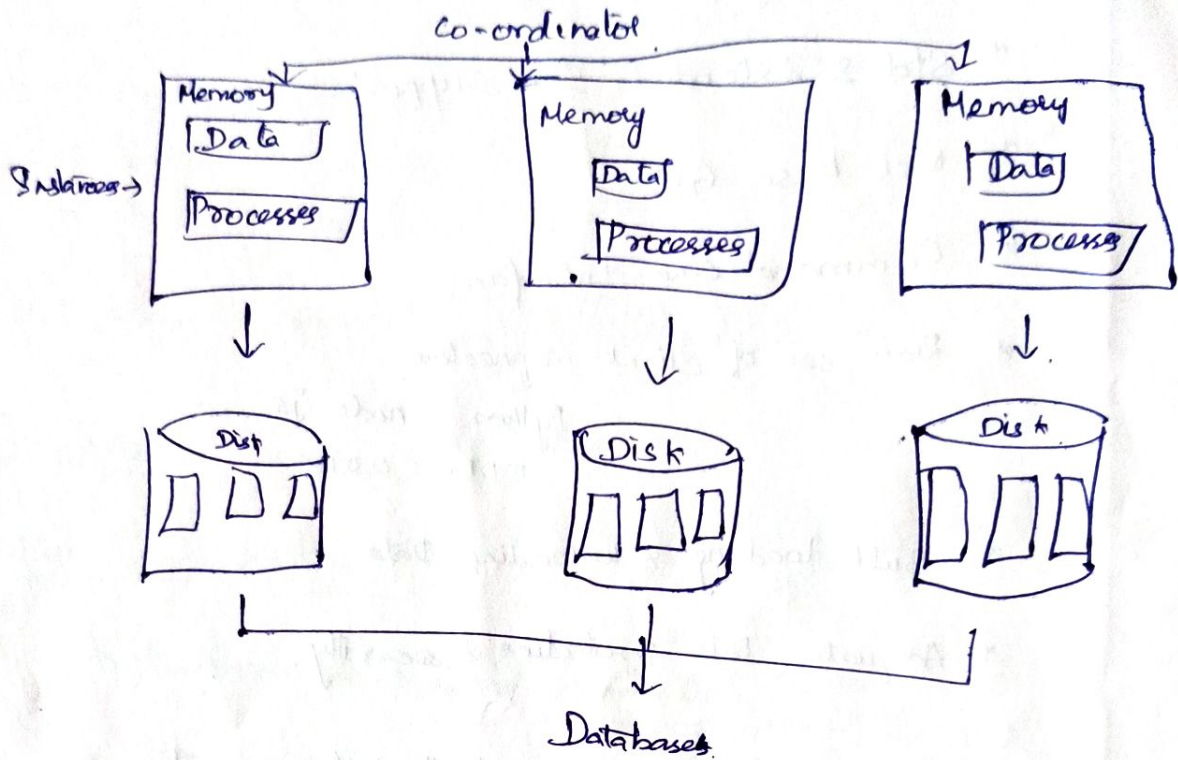 Co-ordinator
Memory
Data
Processes
Memory
Data
Processes
Memory
Data
Processes
Instances→
Disk
Disk
Disk
Databases